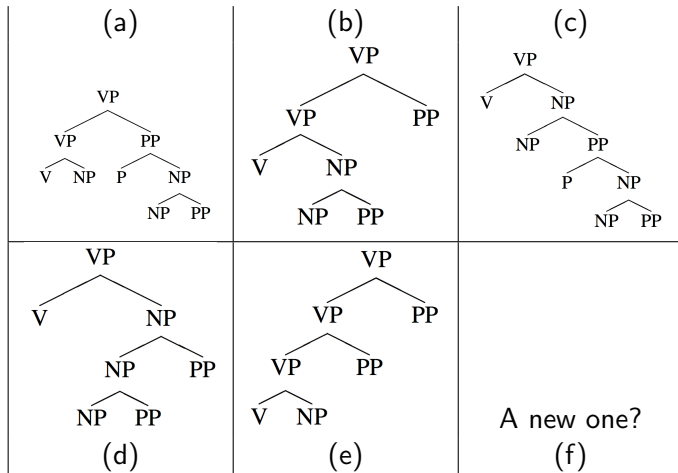 (a) (b) (c)
VP
VP PP
V NP P NP
NP PP
VP
VP PP
V NP
NP PP
VP
V NP
NP PP
P NP
NP PP
VP
V NP
NP PP
NP PP
(d)
VP
VP PP
VP PP
V NP
(e)
A new one?
(f)